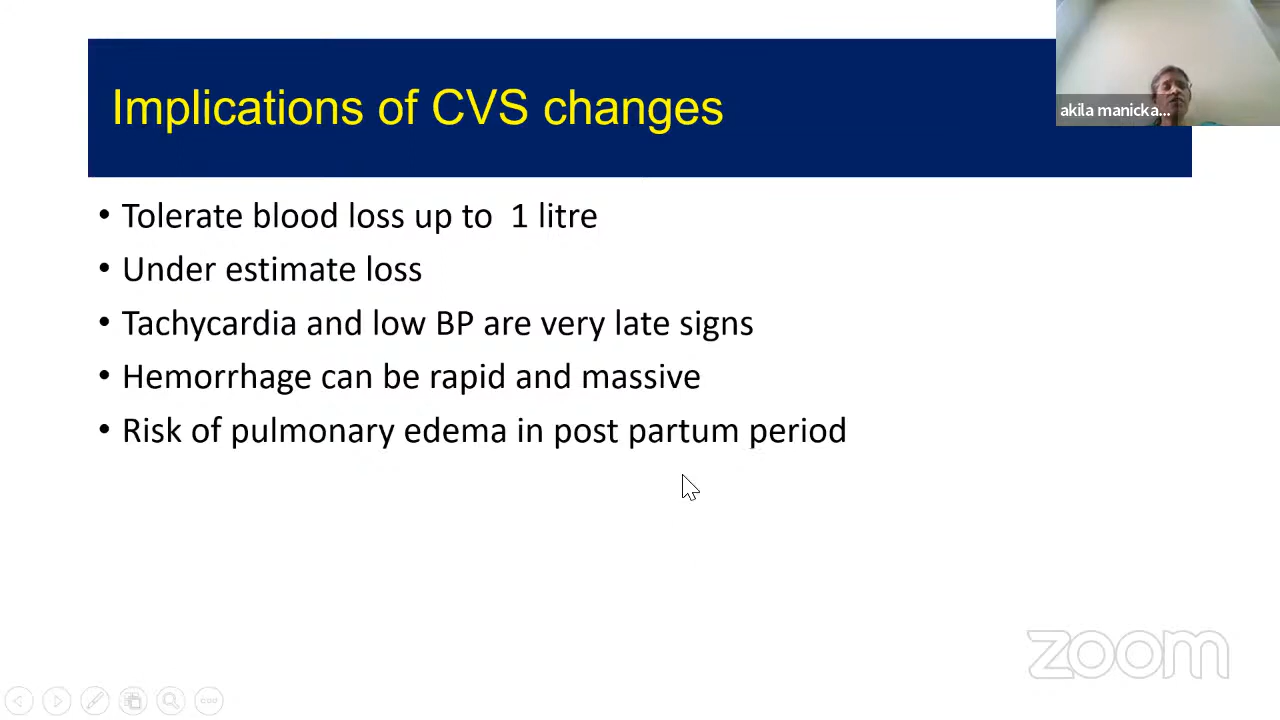 Implications of CVS changes
akila manicka...
• Tolerate blood loss up to 1 litre
• Under estimate loss
• Tachycardia and low BP are very late signs
• Hemorrhage can be rapid and massive
• Risk of pulmonary edema in post partum period
zoom